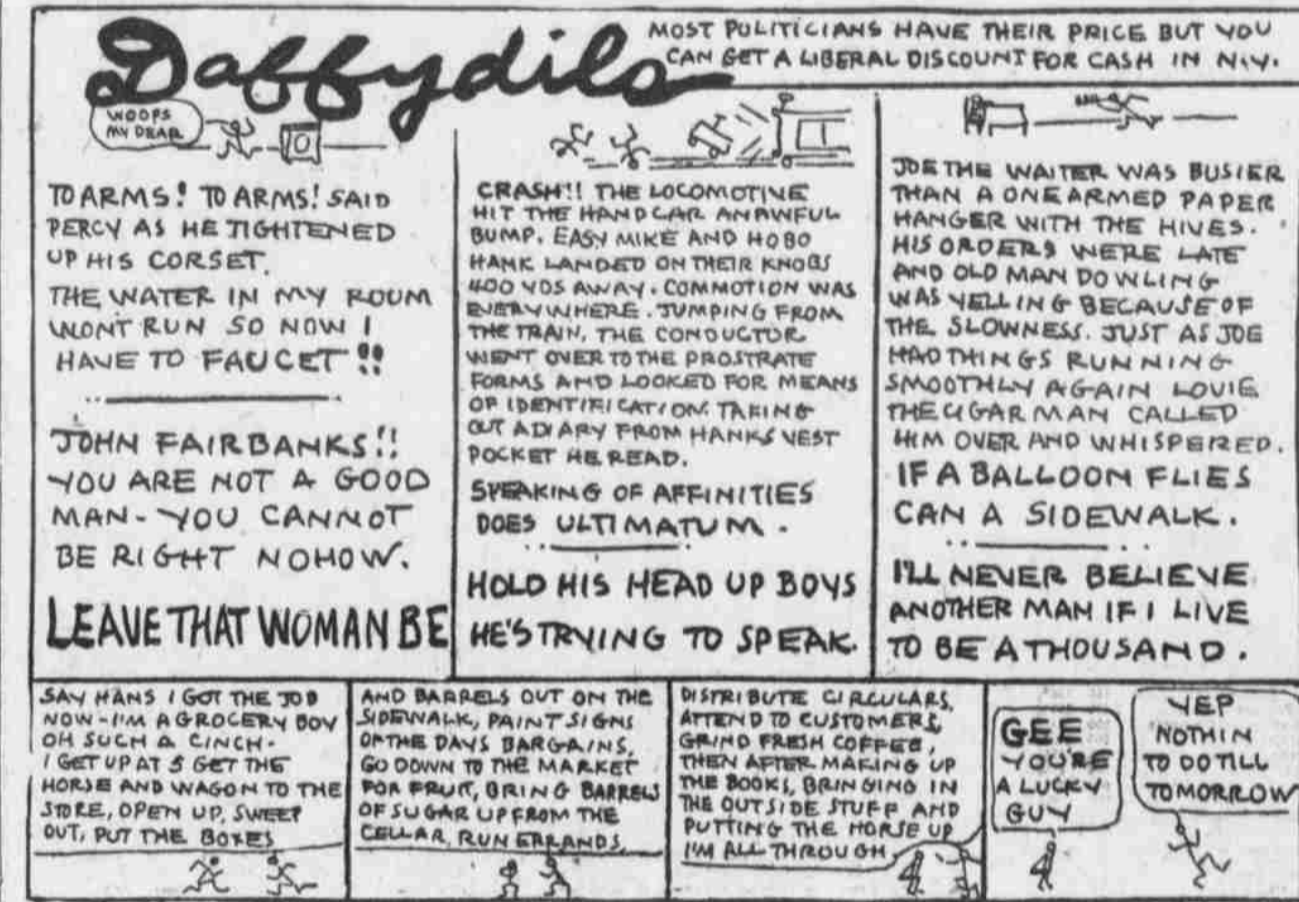 Daffydils
MOST POLITICIANS HAVE THEIR PRICE BUT YOU
CAN GET A LIBERAL DISCOUNT FOR CASH IN N.Y.
WOOPS
MY DEAR
TO ARMS! TO ARMS! SAID
PERCY AS HE TIGHTENED
UP HIS CORSET.
THE WATER IN MY ROOM
WONT RUN SO NOW I
HAVE TO FAUCET!!
JOHN FAIRBANKS!!
YOU ARE NOT A GOOD
MAN - YOU CANNOT
BE RIGHT NOHOW.
LEAVE THAT WOMAN BE
CRASH!! THE LOCOMOTIVE
HIT THE HANDCAR AN AWFUL
BUMP. EASY MIKE AND HOBO
HANK LANDED ON THEIR KNOBS
400 YDS AWAY. COMMOTION WAS
EVERYWHERE. JUMPING FROM
THE TRAIN, THE CONDUCTOR
WENT OVER TO THE PROSTRATE
FORMS AND LOOKED FOR MEANS
OF IDENTIFICATION. TAKING
OUT A DIARY FROM HANKS VEST
POCKET HE READ.
SPEAKING OF AFFINITIES
DOES ULTIMATUM.
HOLD HIS HEAD UP BOYS
HE'S TRYING TO SPEAK.
JOE THE WAITER WAS BUSIER
THAN A ONE ARMED PAPER
HANGER WITH THE HIVES.
HIS ORDERS WERE LATE
AND OLD MAN DOWLING
WAS YELLING BECAUSE OF
THE SLOWNESS. JUST AS JOE
HAD THINGS RUNNING
SMOOTHLY AGAIN LOUIE
THE CIGAR MAN CALLED
HIM OVER AND WHISPERED.
IF A BALLOON FLIES
CAN A SIDEWALK.
I'LL NEVER BELIEVE
ANOTHER MAN IF I LIVE
TO BE A THOUSAND.
SAY HANS I GOT THE JOB
NOW - I'M A GROCERY BOY
OH SUCH A CINCH -
I GET UP AT 5 GET THE
HORSE AND WAGON TO THE
STORE, OPEN UP, SWEEP
OUT, PUT THE BOXES
AND BARRELS OUT ON THE
SIDEWALK, PAINT SIGNS
OF THE DAYS BARGAINS,
GO DOWN TO THE MARKET
FOR FRUIT, BRING BARRELS
OF SUGAR UP FROM THE
CELLAR, RUN ERRANDS,
DISTRIBUTE CIRCULARS,
ATTEND TO CUSTOMERS,
GRIND FRESH COFFEE,
THEN AFTER MAKING UP
THE BOOKS, BRINGING IN
THE OUTSIDE STUFF AND
PUTTING THE HORSE UP
I'M ALL THROUGH
GEE
YOU'RE
A LUCKY
GUY
YEP
NOTHIN
TO DO TILL
TOMORROW